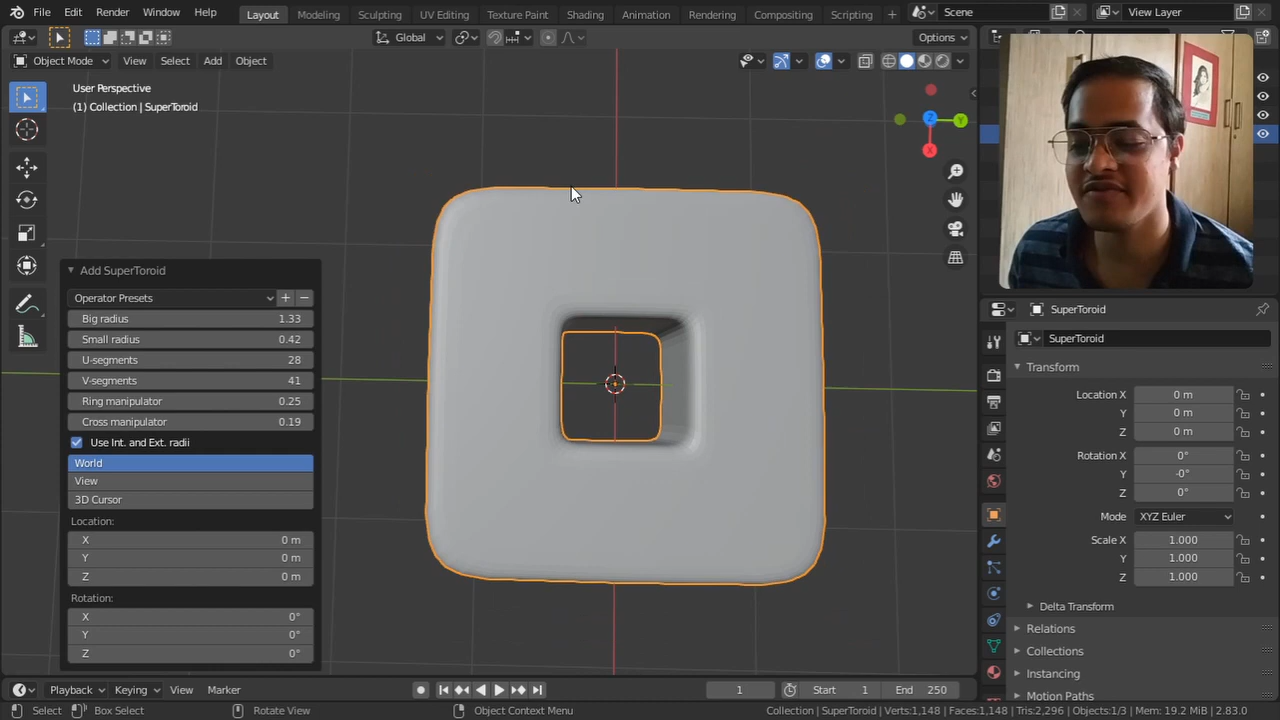 File Edit Render Window Help Layout Modeling Sculpting UV Editing Texture Paint Shading Animation Rendering Compositing Scripting + Scene View Layer
Global Options
Object Mode View Select Add Object
User Perspective
(1) Collection | SuperToroid
Z Y
X
Add SuperToroid
Operator Presets + −
Big radius 1.33
Small radius 0.42
U-segments 28
V-segments 41
Ring manipulator 0.25
Cross manipulator 0.19
Use Int. and Ext. radii
World
View
3D Cursor
Location:
X 0 m
Y 0 m
Z 0 m
Rotation:
X 0°
Y 0°
Z 0°
SuperToroid
SuperToroid
Transform
Location X 0 m
Y 0 m
Z 0 m
Rotation X 0°
Y -0°
Z 0°
Mode XYZ Euler
Scale X 1.000
Y 1.000
Z 1.000
Delta Transform
Relations
Collections
Instancing
Motion Paths
Playback Keying View Marker 1 Start 1 End 250
Select Box Select Rotate View Object Context Menu Collection | SuperToroid | Verts:1,148 | Faces:1,148 | Tris:2,296 | Objects:1/3 | Mem: 19.2 MiB | 2.83.0